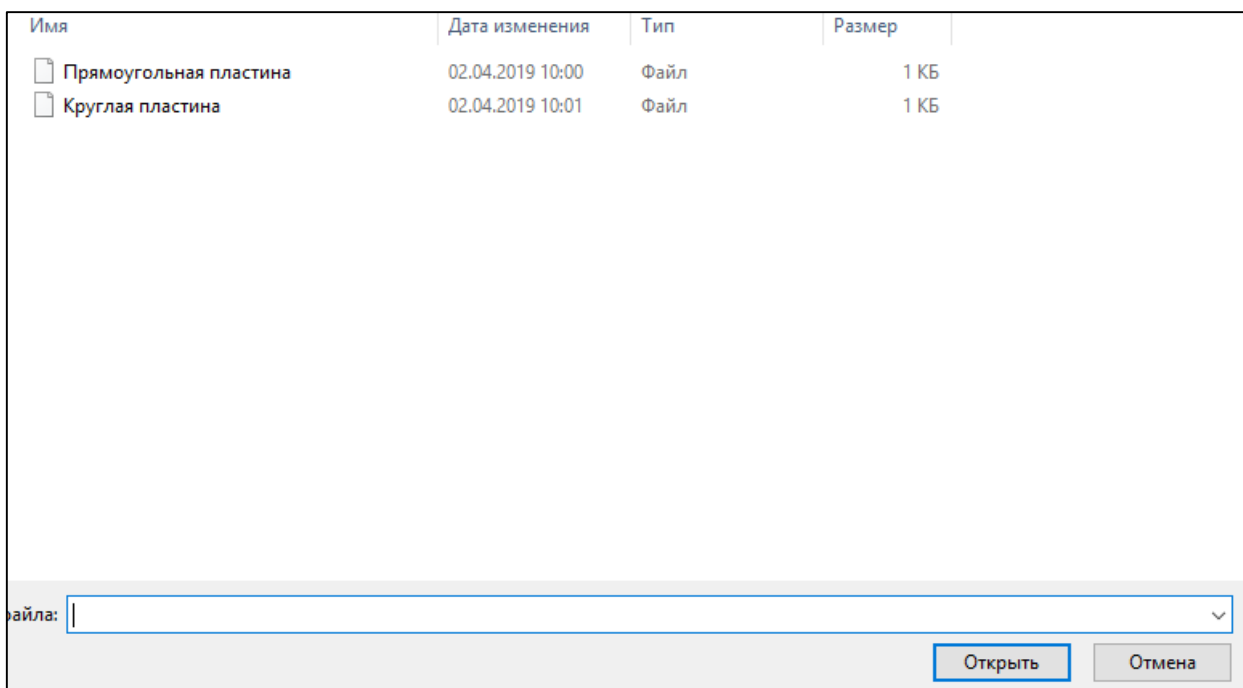 Имя Дата изменения Тип Размер
Прямоугольная пластина 02.04.2019 10:00 Файл 1 КБ
Круглая пластина 02.04.2019 10:01 Файл 1 КБ
файла:
Открыть Отмена